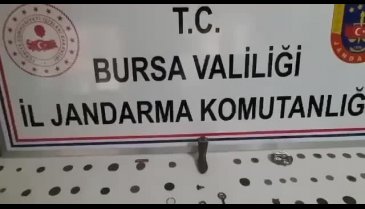 T.C.
BURSA VALİLİĞİ
İL JANDARMA KOMUTANLIĞ